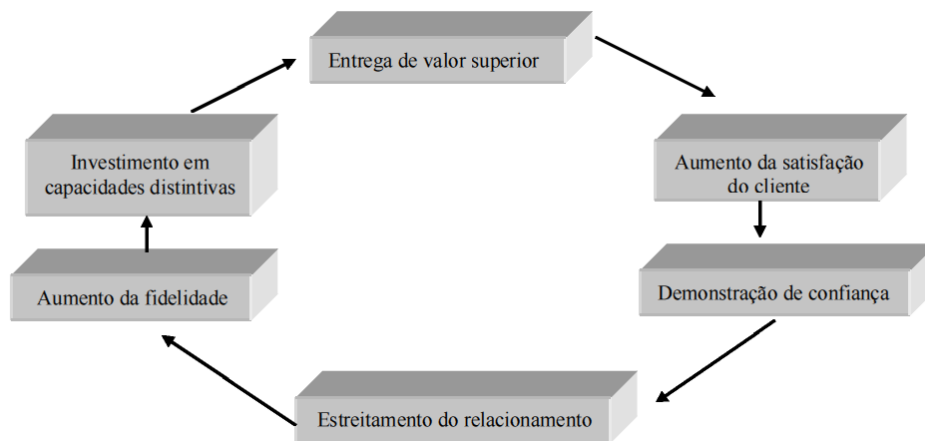 Entrega de valor superior
Aumento da satisfação
do cliente
Demonstração de confiança
Estreitamento do relacionamento
Aumento da fidelidade
Investimento em
capacidades distintivas